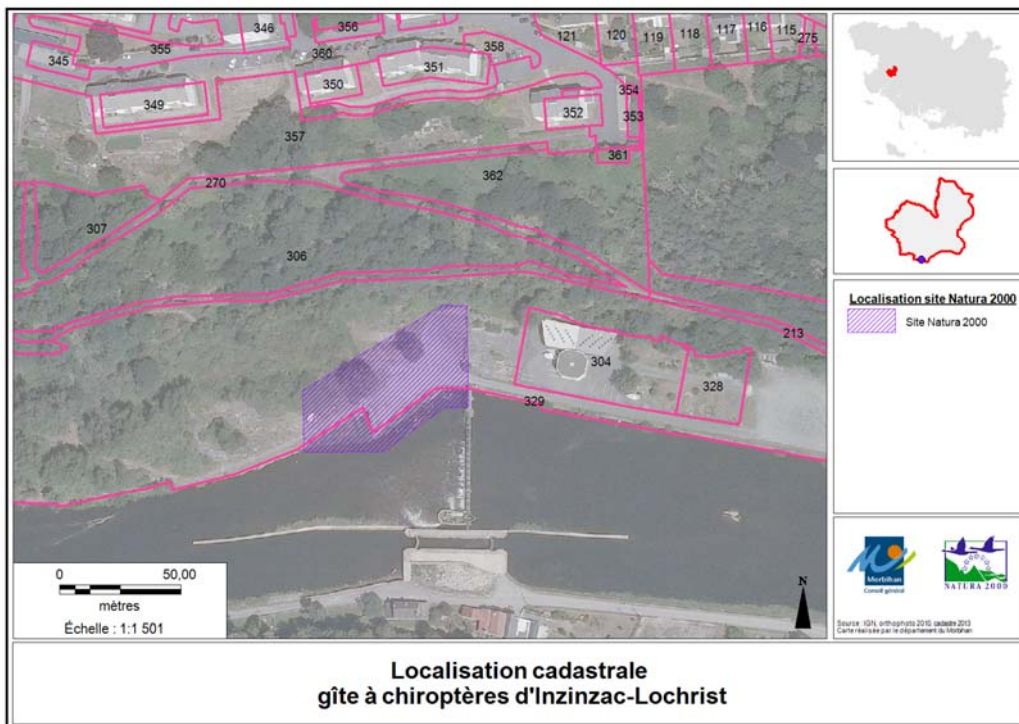 346
356
355
345
360
358
351
350
349
352
121
120
119
118
117
116
115
275
354
353
361
357
362
270
307
306
213
304
328
329
0 50,00
mètres
Échelle : 1:1 501
N
Localisation site Natura 2000
Site Natura 2000
Morbihan
Conseil général
NATURA 2000
Source : IGN, orthophoto 2010, cadastre 2013
Carte réalisée par le département du Morbihan
Localisation cadastrale
gîte à chiroptères d'Inzinzac-Lochrist